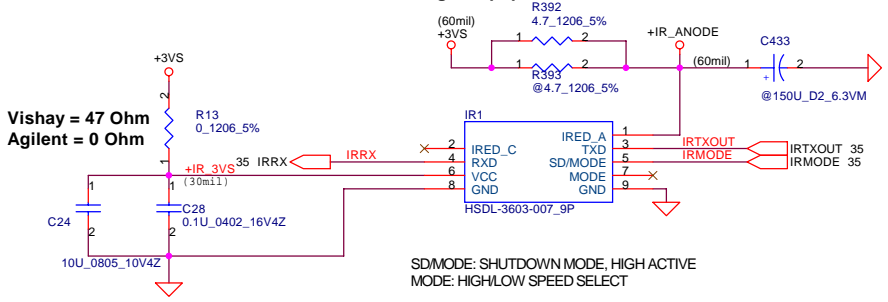 R392
4.7_1206_5%
(60mil)
+3VS
1
2
+IR_ANODE
C433
1
2
R393
@4.7_1206_5%
(60mil)
1
+
2
@150U_D2_6.3VM
+3VS
2
R13
0_1206_5%
1
Vishay = 47 Ohm
Agilent = 0 Ohm
IR1
IRED_A
1
2
IRED_C
TXD
3
IRTXOUT
IRTXOUT 35
35
IRRX
IRRX
4
RXD
SD/MODE
5
IRMODE
IRMODE 35
+IR_3VS
(30mil)
6
VCC
MODE
7
8
GND
GND
9
HSDL-3603-007_9P
1
1
C24
2
C28
0.1U_0402_16V4Z
2
10U_0805_10V4Z
SD/MODE: SHUTDOWN MODE, HIGH ACTIVE
MODE: HIGH/LOW SPEED SELECT